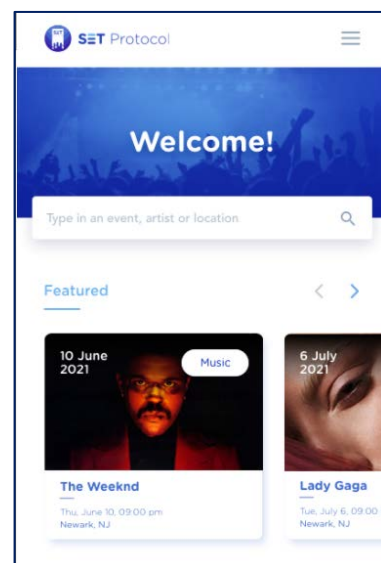 SET
SET Protocol
Welcome!
Type in an event, artist or location
Featured
10 June
2021
Music
The Weeknd
Thu, June 10, 09:00 pm
Newark, NJ
6 July
2021
Lady Gaga
Tue, July 6, 09:00
Newark, NJ